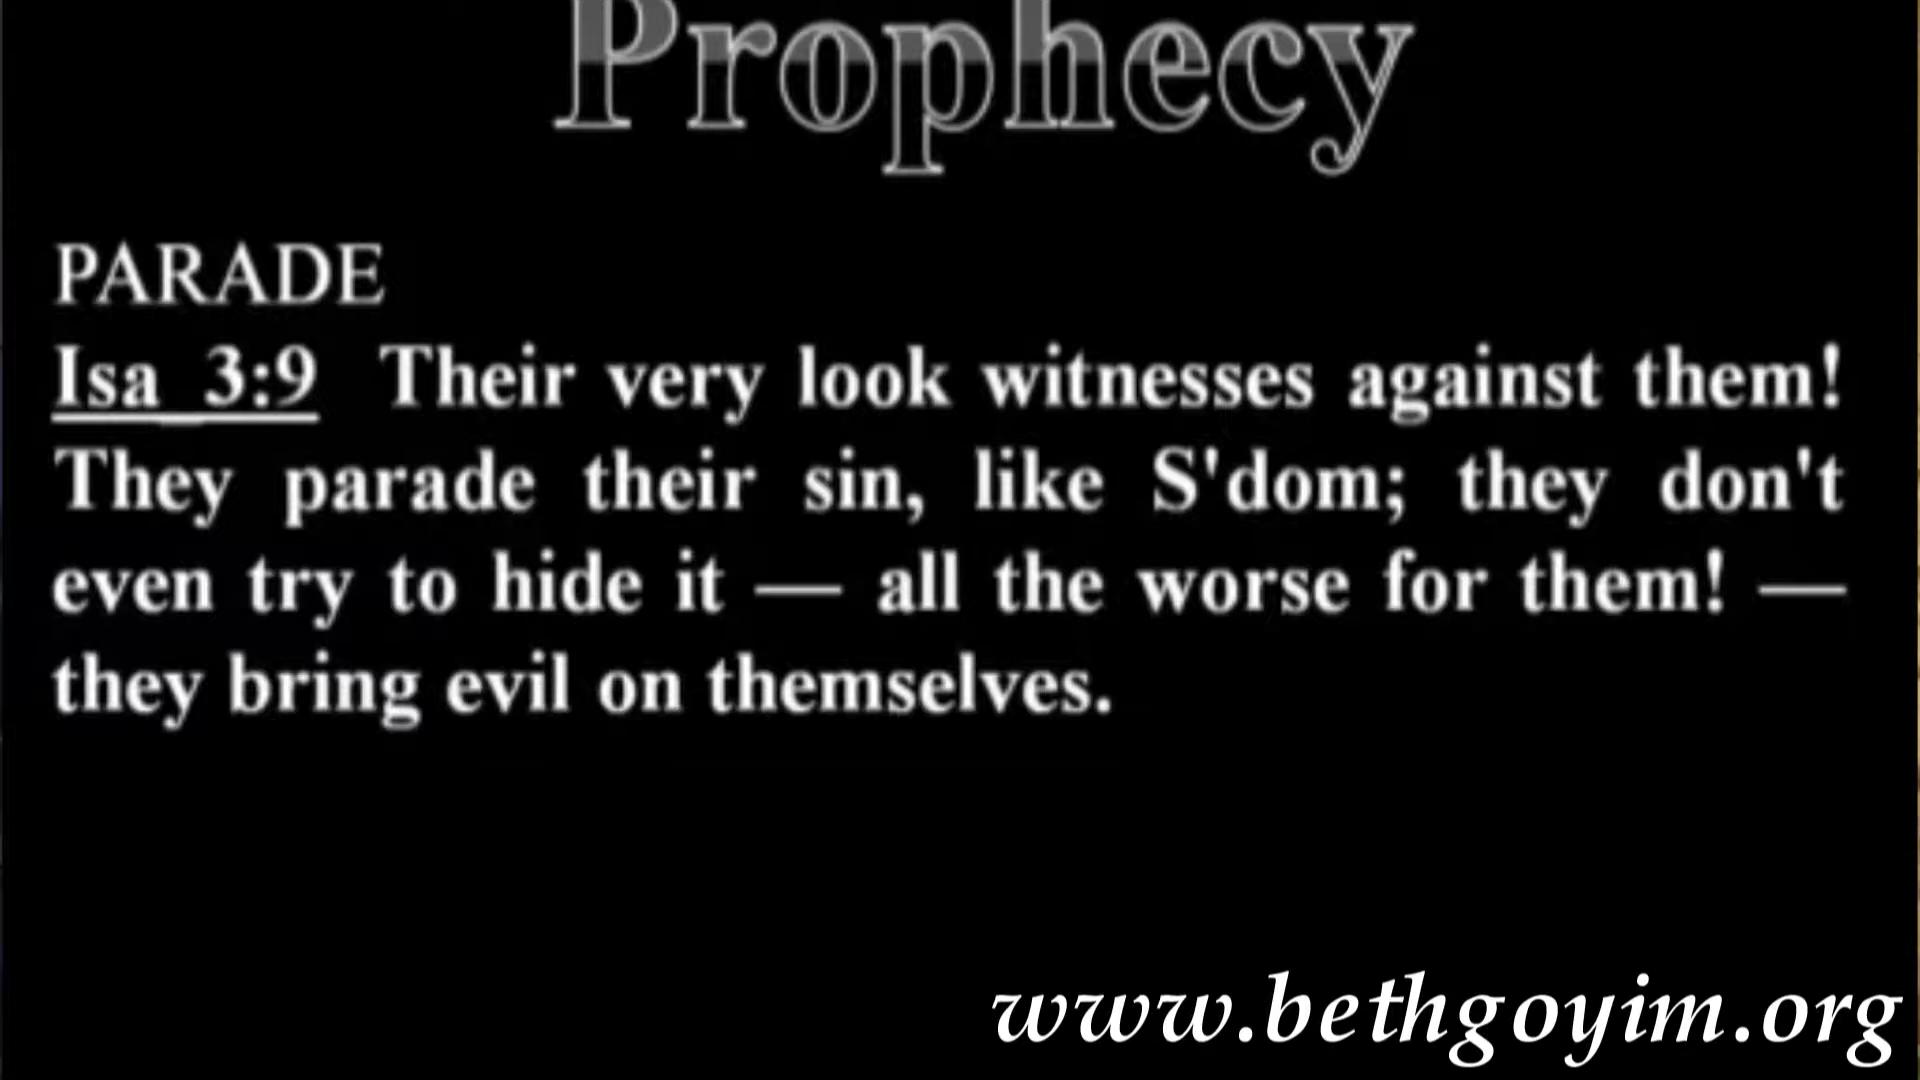 Prophecy
PARADE
Isa 3:9 Their very look witnesses against them!
They parade their sin, like S'dom; they don't
even try to hide it — all the worse for them! —
they bring evil on themselves.
www.bethgoyim.org